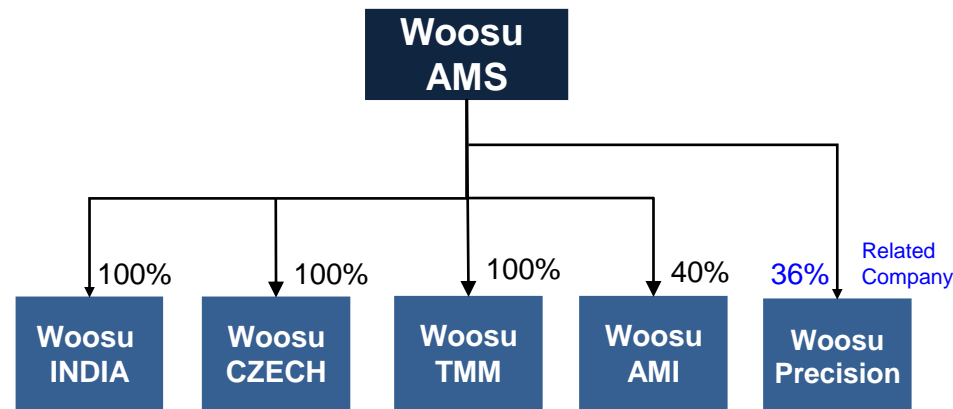 Woosu
AMS
100%
100%
100%
40%
36%
Related
Company
Woosu
INDIA
Woosu
CZECH
Woosu
TMM
Woosu
AMI
Woosu
Precision